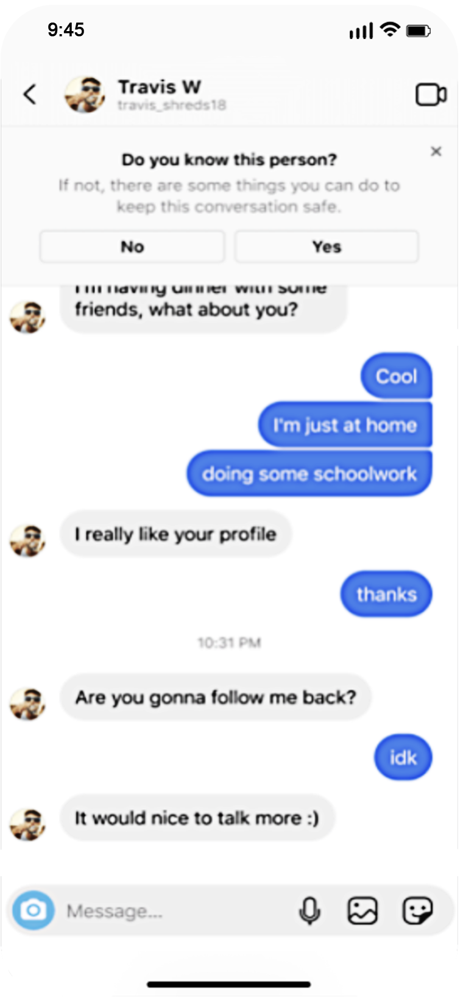 9:45
Travis W
travis_shreds18
Do you know this person?
If not, there are some things you can do to
keep this conversation safe.
No
Yes
I'm having dinner with some
friends, what about you?
Cool
I'm just at home
doing some schoolwork
I really like your profile
thanks
10:31 PM
Are you gonna follow me back?
idk
It would nice to talk more :)
Message...